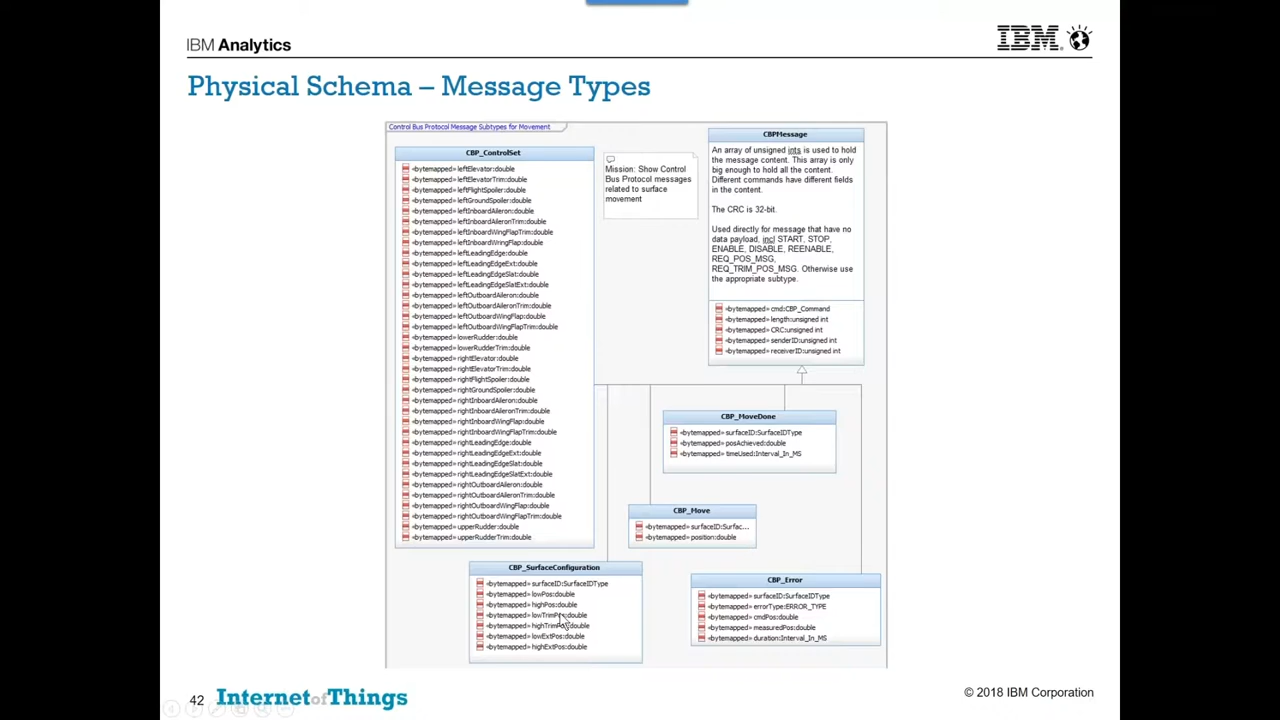 IBM Analytics
IBM
Physical Schema – Message Types
Control Bus Protocol Message Subtypes for Movement
CBP_ControlSet
«bytemapped» leftElevator:double
«bytemapped» leftElevatorTrim:double
«bytemapped» leftFlightSpoiler:double
«bytemapped» leftGroundSpoiler:double
«bytemapped» leftInboardAileron:double
«bytemapped» leftInboardAileronTrim:double
«bytemapped» leftInboardWingFlapTrim:double
«bytemapped» leftInboardWringFlap:double
«bytemapped» leftLeadingEdge:double
«bytemapped» leftLeadingEdgeExt:double
«bytemapped» leftLeadingEdgeSlat:double
«bytemapped» leftLeadingEdgeSlatExt:double
«bytemapped» leftOutboardAileron:double
«bytemapped» leftOutboardAileronTrim:double
«bytemapped» leftOutboardWingFlap:double
«bytemapped» leftOutboardWingFlapTrim:double
«bytemapped» lowerRudder:double
«bytemapped» lowerRudderTrim:double
«bytemapped» rightElevator:double
«bytemapped» rightElevatorTrim:double
«bytemapped» rightFlightSpoiler:double
«bytemapped» rightGroundSpoiler:double
«bytemapped» rightInboardAileron:double
«bytemapped» rightInboardAileronTrim:double
«bytemapped» rightInboardWingFlap:double
«bytemapped» rightInboardWingFlapTrim:double
«bytemapped» rightLeadingEdge:double
«bytemapped» rightLeadingEdgeExt:double
«bytemapped» rightLeadingEdgeSlat:double
«bytemapped» rightLeadingEdgeSlatExt:double
«bytemapped» rightOutboardAileron:double
«bytemapped» rightOutboardAileronTrim:double
«bytemapped» rightOutboardWingFlap:double
«bytemapped» rightOutboardWingFlapTrim:double
«bytemapped» upperRudder:double
«bytemapped» upperRudderTrim:double
Mission: Show Control
Bus Protocol messages
related to surface
movement
CBPMessage
An array of unsigned ints is used to hold
the message content. This array is only
big enough to hold all the content.
Different commands have different fields
in the content.
The CRC is 32-bit.
Used directly for message that have no
data payload, incl START, STOP,
ENABLE, DISABLE, REENABLE,
REQ_POS_MSG,
REQ_TRIM_POS_MSG. Otherwise use
the appropriate subtype.
«bytemapped» cmd:CBP_Command
«bytemapped» length:unsigned int
«bytemapped» CRC:unsigned int
«bytemapped» senderID:unsigned int
«bytemapped» receiverID:unsigned int
CBP_MoveDone
«bytemapped» surfaceID:SurfaceIDType
«bytemapped» posAchieved:double
«bytemapped» timeUsed:Interval_In_MS
CBP_Move
«bytemapped» surfaceID:Surfac...
«bytemapped» position:double
CBP_SurfaceConfiguration
«bytemapped» surfaceID:SurfaceIDType
«bytemapped» lowPos:double
«bytemapped» highPos:double
«bytemapped» lowTrimPos:double
«bytemapped» highTrimPos:double
«bytemapped» lowExtPos:double
«bytemapped» highExtPos:double
CBP_Error
«bytemapped» surfaceID:SurfaceIDType
«bytemapped» errorType:ERROR_TYPE
«bytemapped» cmdPos:double
«bytemapped» measuredPos:double
«bytemapped» duration:Interval_In_MS
42 Internet of Things
© 2018 IBM Corporation